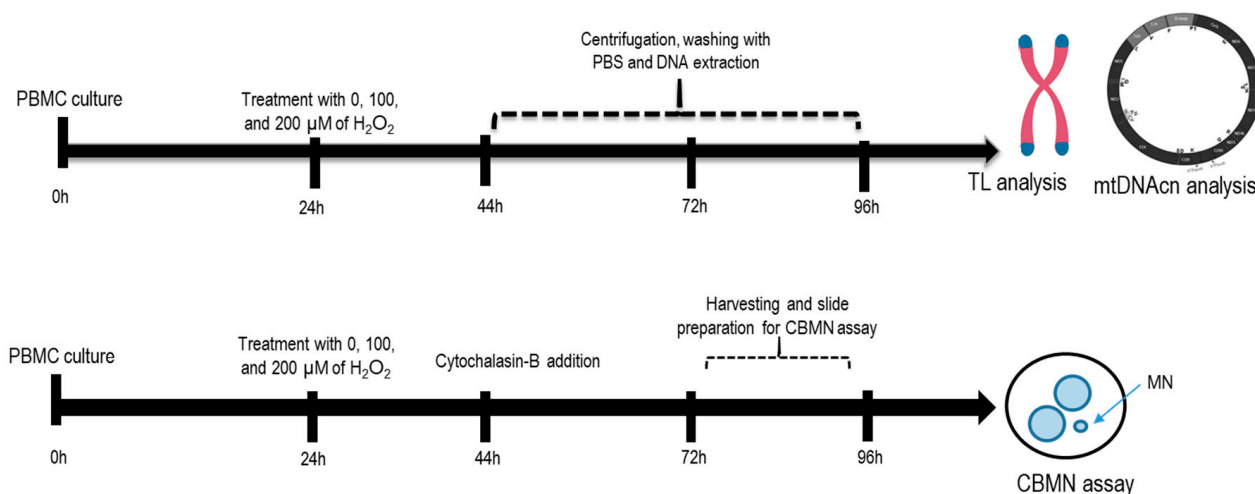 Centrifugation, washing with
PBS and DNA extraction
PBMC culture
Treatment with 0, 100,
and 200 µM of H₂O₂
0h
24h
44h
72h
96h
TL analysis
mtDNAcn analysis
Harvesting and slide
preparation for CBMN assay
PBMC culture
Treatment with 0, 100,
and 200 µM of H₂O₂
Cytochalasin-B addition
MN
0h
24h
44h
72h
96h
CBMN assay